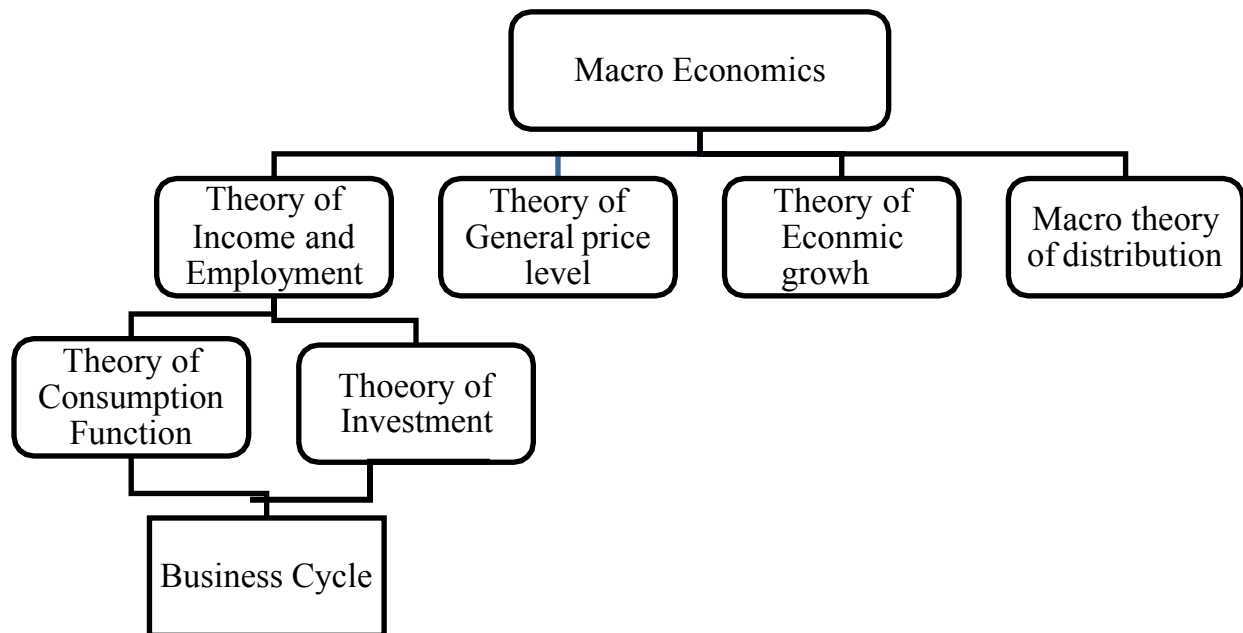 Macro Economics
Theory of
Income and
Employment
Theory of
General price
level
Theory of
Econmic
growth
Macro theory
of distribution
Theory of
Consumption
Function
Thoeory of
Investment
Business Cycle